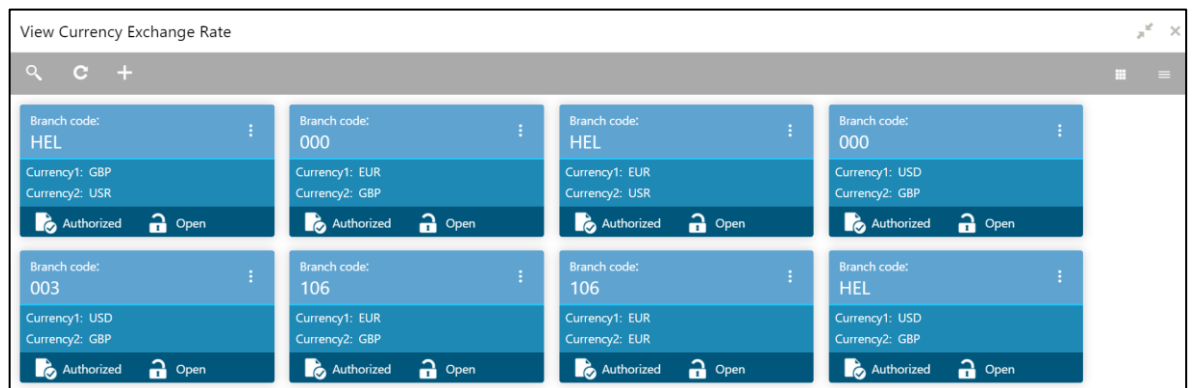 View Currency Exchange Rate
Branch code:
HEL
Currency1: GBP
Currency2: USR
Authorized Open
Branch code:
000
Currency1: EUR
Currency2: GBP
Authorized Open
Branch code:
HEL
Currency1: EUR
Currency2: USR
Authorized Open
Branch code:
000
Currency1: USD
Currency2: GBP
Authorized Open
Branch code:
003
Currency1: USD
Currency2: GBP
Authorized Open
Branch code:
106
Currency1: EUR
Currency2: GBP
Authorized Open
Branch code:
106
Currency1: EUR
Currency2: EUR
Authorized Open
Branch code:
HEL
Currency1: USD
Currency2: GBP
Authorized Open